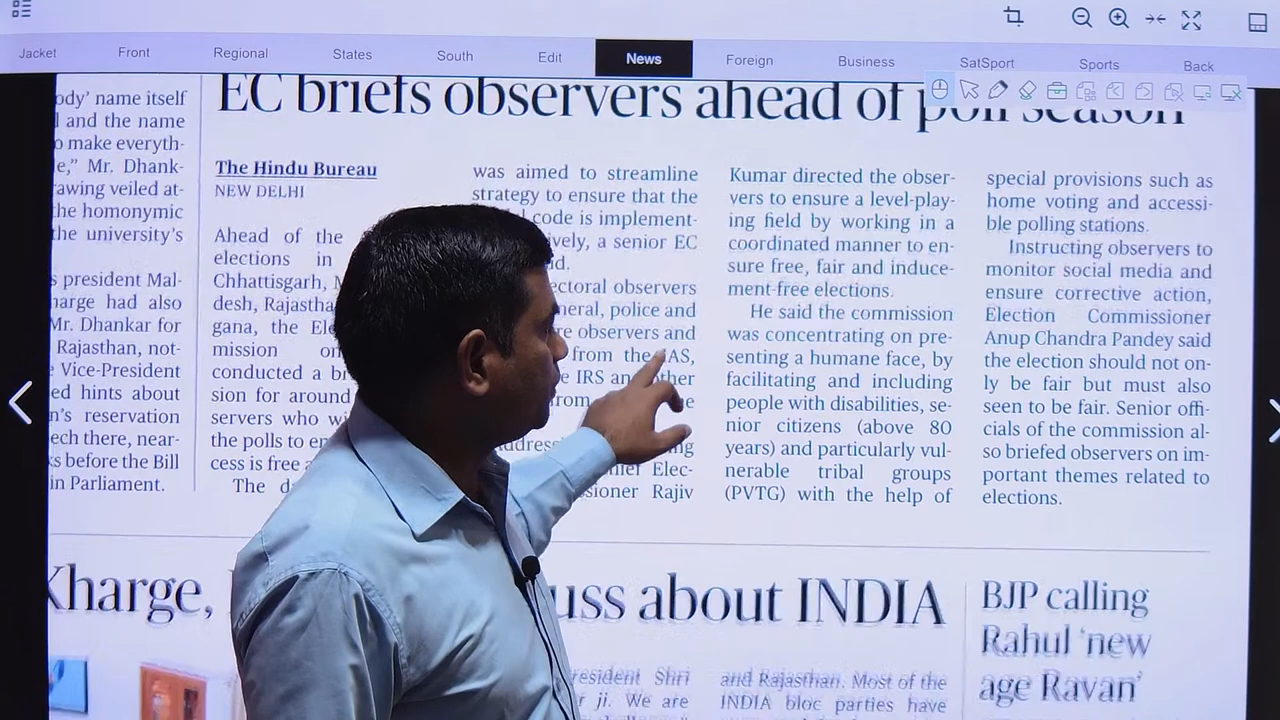 Jacket Front Regional States South Edit News Foreign Business SatSport Sports Back
EC briefs observers ahead of poll season
ody' name itself
l and the name
o make everyth-
e,” Mr. Dhank-
rawing veiled at-
the homonymic
the university's
s president Mal-
harge had also
Mr. Dhankar for
Rajasthan, not-
Vice-President
ed hints about
n's reservation
ech there, near-
s before the Bill
in Parliament.
The Hindu Bureau
NEW DELHI
Ahead of the
elections in
Chhattisgarh,
desh,
gana, the
mission
conducted a
sion for around
servers who
the polls to
cess is free
The
was aimed to streamline
strategy to ensure that the
code is implement-
a senior EC
observers
police and
observers and
from the IAS,
IRS and other
from
Elec-
Rajiv
Kumar directed the obser-
vers to ensure a level-play-
ing field by working in a
coordinated manner to en-
sure free, fair and induce-
ment-free elections.
He said the commission
was concentrating on pre-
senting a humane face, by
facilitating and including
people with disabilities, se-
nior citizens (above 80
years) and particularly vul-
nerable tribal groups
(PVTG) with the help of
special provisions such as
home voting and accessi-
ble polling stations.
Instructing observers to
monitor social media and
ensure corrective action,
Election Commissioner
Anup Chandra Pandey said
the election should not on-
ly be fair but must also
seen to be fair. Senior offi-
cials of the commission al-
so briefed observers on im-
portant themes related to
elections.
Kharge, uss about INDIA
resident Shri
ji. We are
and Rajasthan. Most of the
INDIA bloc parties have
BJP calling
Rahul ‘new
age Ravan’